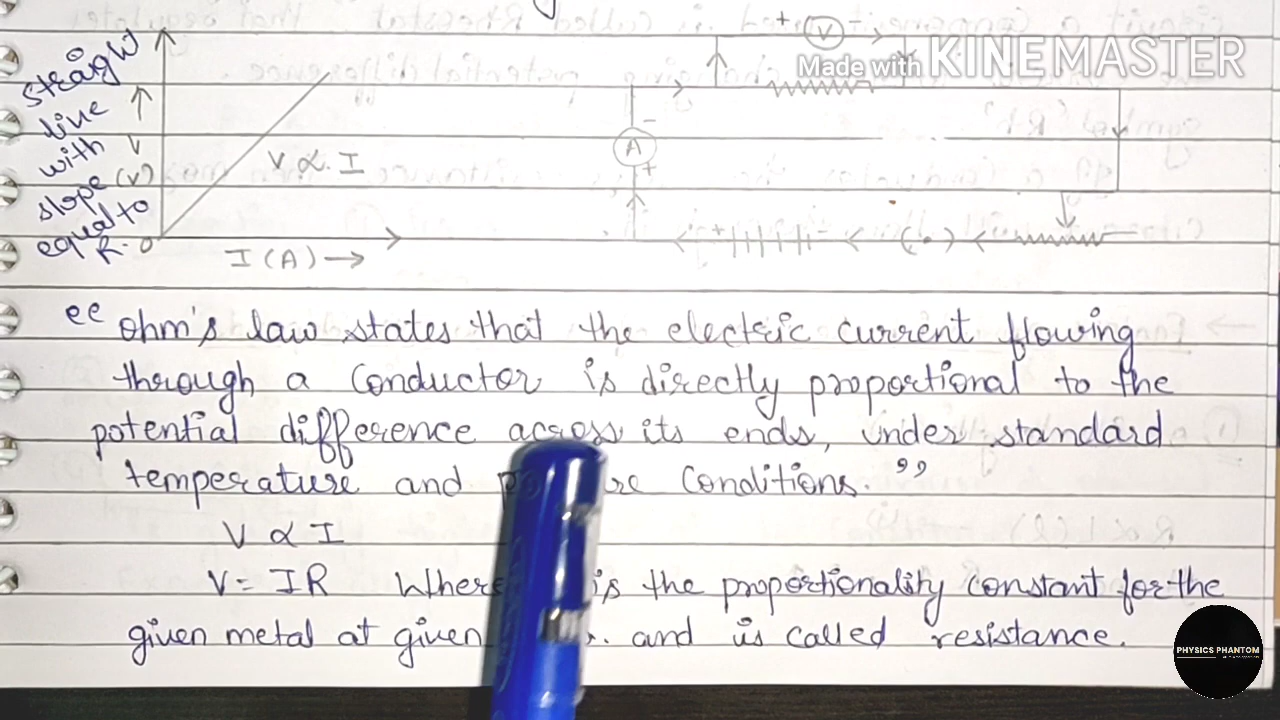 + V -
Made with KINEMASTER
straight
line
with
slope (V)
equal to
R.
V ∝ I
-
A
+
O
I (A) →
+ -
(•)
“ ohm's law states that the electric current flowing
through a conductor is directly proportional to the
potential difference across its ends, under standard
temperature and conditions. ”
V ∝ I
V = IR is the proportionality constant for the
given metal at given and is called resistance.
PHYSICS PHANTOM